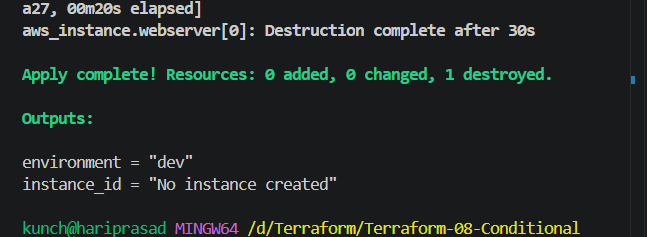 a27, 00m20s elapsed]
aws_instance.webserver[0]: Destruction complete after 30s
Apply complete! Resources: 0 added, 0 changed, 1 destroyed.
Outputs:
environment = "dev"
instance_id = "No instance created"
kunch@hariprasad MINGW64 /d/Terraform/Terraform-08-Conditional